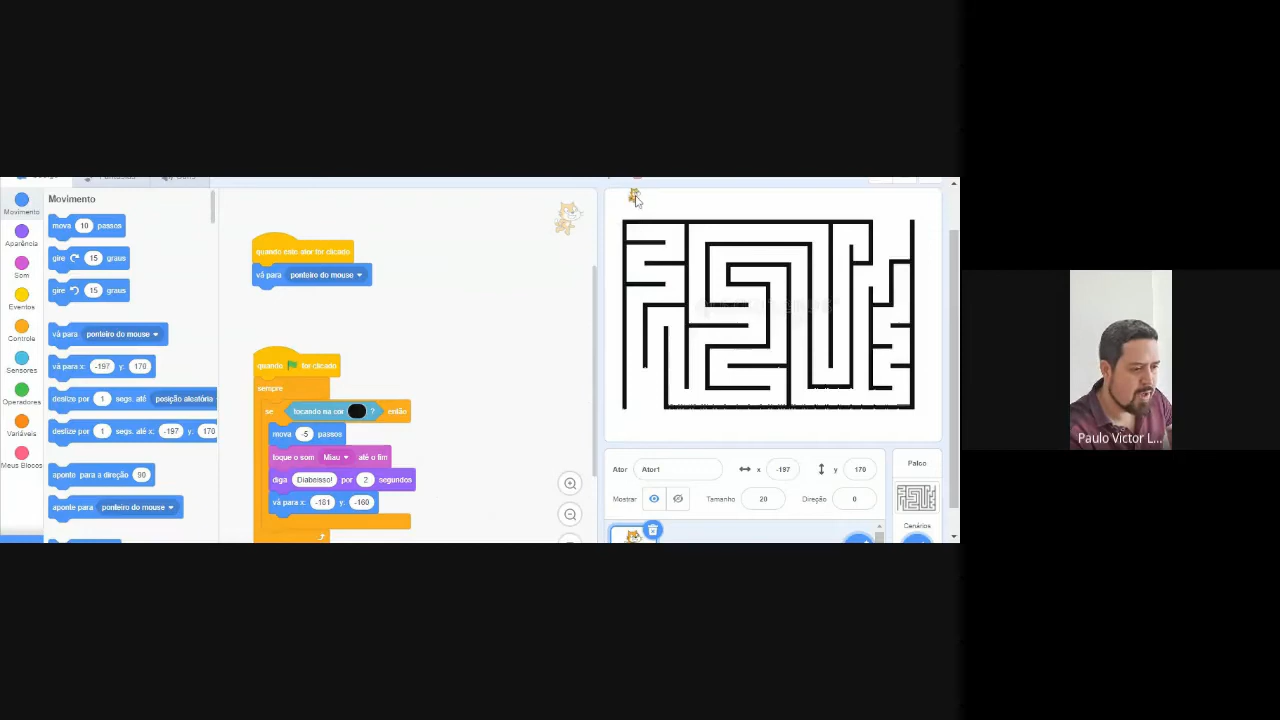 Movimento
Movimento
mova 10 passos
Aparência
gire 15 graus
Som
gire 15 graus
Eventos
Controle
vá para ponteiro do mouse
Sensores
vá para x: -197 y: 170
Operadores
deslize por 1 segs. até posição aleatória
Variáveis
deslize por 1 segs. até x: -197 y: 170
Meus Blocos
aponte para a direção 90
aponte para ponteiro do mouse
quando este ator for clicado
vá para ponteiro do mouse
quando for clicado
sempre
se tocando na cor ? então
mova -5 passos
toque o som Miau até o fim
diga Diabeisso! por 2 segundos
vá para x: -181 y: -160
Ator Ator1 x -197 y 170
Mostrar Tamanho 20 Direção 0
Palco
Cenários
Paulo Victor L...